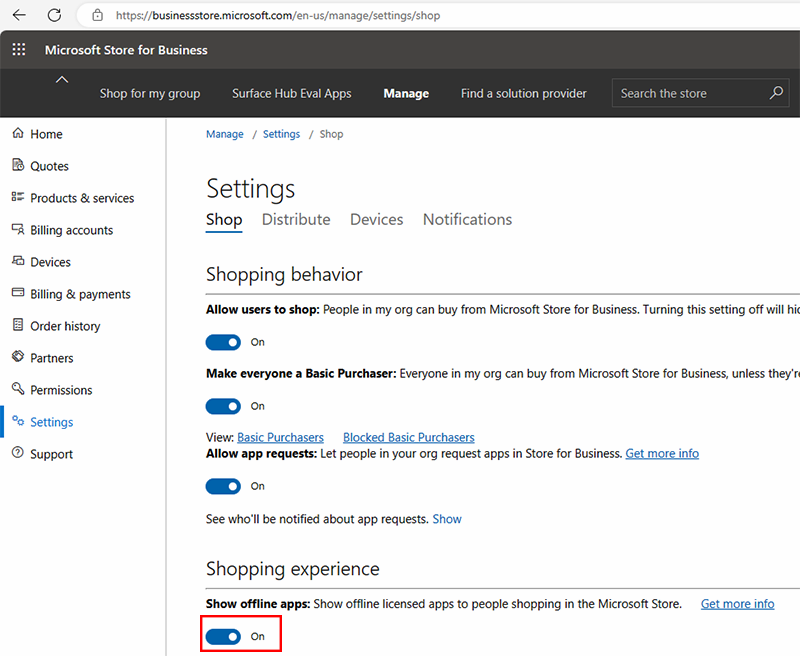 https://businessstore.microsoft.com/en-us/manage/settings/shop
Microsoft Store for Business
Shop for my group Surface Hub Eval Apps Manage Find a solution provider Search the store
Home
Quotes
Products & services
Billing accounts
Devices
Billing & payments
Order history
Partners
Permissions
Settings
Support
Manage / Settings / Shop
Settings
Shop Distribute Devices Notifications
Shopping behavior
Allow users to shop: People in my org can buy from Microsoft Store for Business. Turning this setting off will
On
Make everyone a Basic Purchaser: Everyone in my org can buy from Microsoft Store for Business, unless they're
On
View: Basic Purchasers Blocked Basic Purchasers
Allow app requests: Let people in your org request apps in Store for Business. Get more info
On
See who'll be notified about app requests. Show
Shopping experience
Show offline apps: Show offline licensed apps to people shopping in the Microsoft Store. Get more info
On